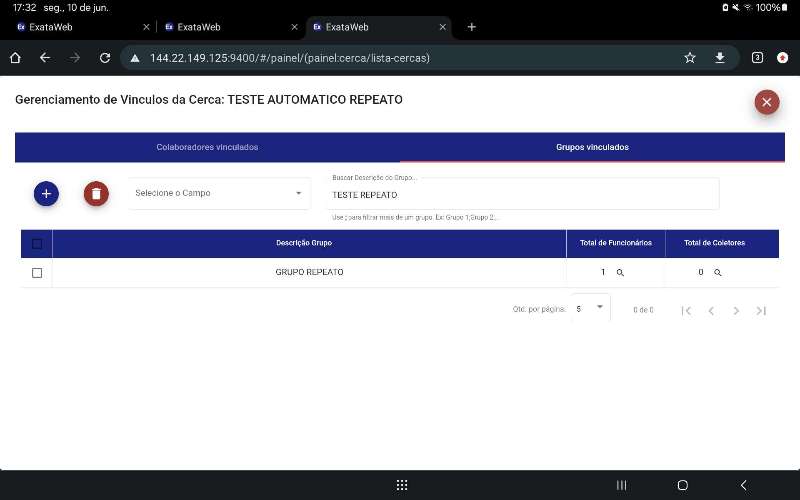 17:32 seg., 10 de jun.
100%
ExataWeb
ExataWeb
ExataWeb
144.22.149.125:9400/#/painel/(painel:cerca/lista-cercas)
3
Gerenciamento de Vinculos da Cerca: TESTE AUTOMATICO REPEATO
Colaboradores vinculados
Grupos vinculados
Selecione o Campo
Buscar Descrição do Grupo...
TESTE REPEATO
Use ; para filtrar mais de um grupo. Ex: Grupo 1;Grupo 2...
Descrição Grupo
Total de Funcionários
Total de Coletores
GRUPO REPEATO
1
0
Qtd. por página:
5
0 de 0